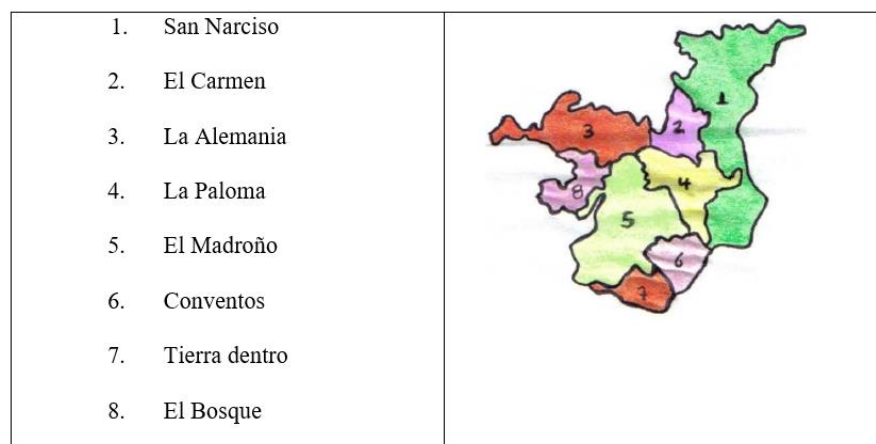 1. San Narciso
2. El Carmen
3. La Alemania
4. La Paloma
5. El Madroño
6. Conventos
7. Tierra dentro
8. El Bosque
1
2
3
4
8
5
6
7